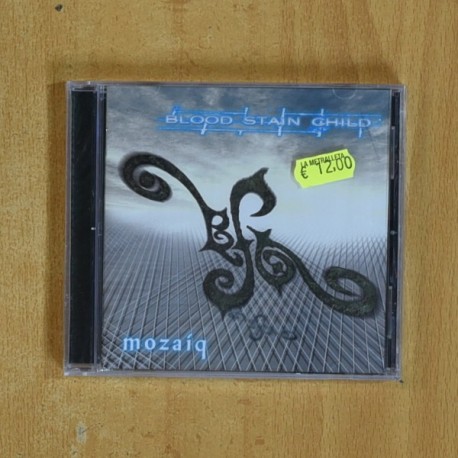 BLOOD STAIN CHILD
LA METRALLETA
€ 12,00
mozaiq